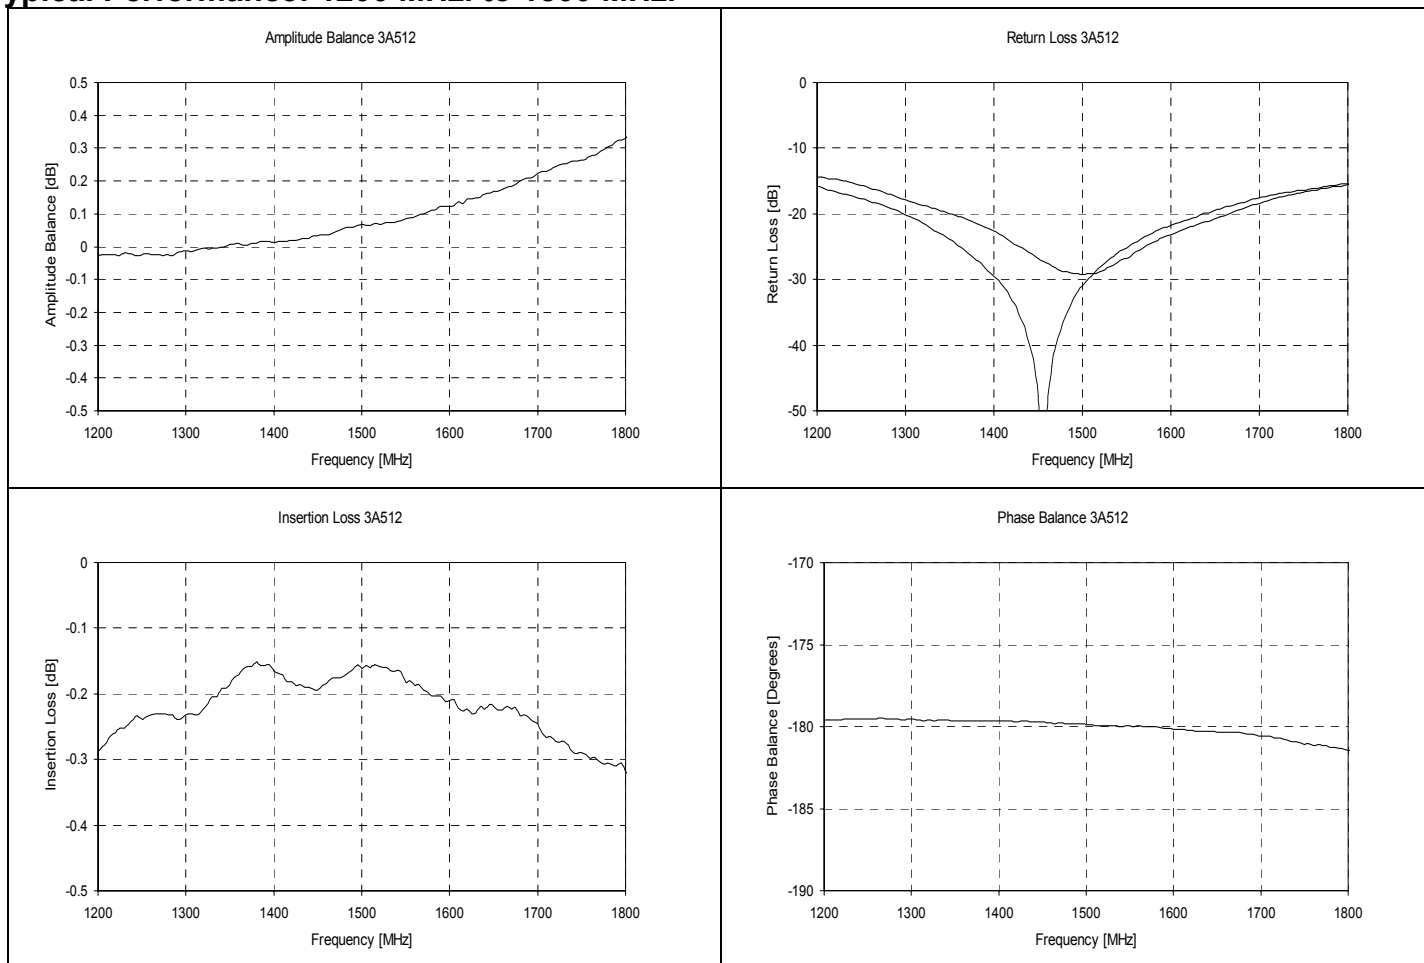 Amplitude Balance 3A512
0.5
0.4
0.3
0.2
0.1
0
-0.1
-0.2
-0.3
-0.4
-0.5
Amplitude Balance [dB]
1200 1300 1400 1500 1600 1700 1800
Frequency [MHz]
Return Loss 3A512
0
-10
-20
-30
-40
-50
Return Loss [dB]
1200 1300 1400 1500 1600 1700 1800
Frequency [MHz]
Insertion Loss 3A512
0
-0.1
-0.2
-0.3
-0.4
-0.5
Insertion Loss [dB]
1200 1300 1400 1500 1600 1700 1800
Frequency [MHz]
Phase Balance 3A512
-170
-175
-180
-185
-190
Phase Balance [Degrees]
1200 1300 1400 1500 1600 1700 1800
Frequency [MHz]